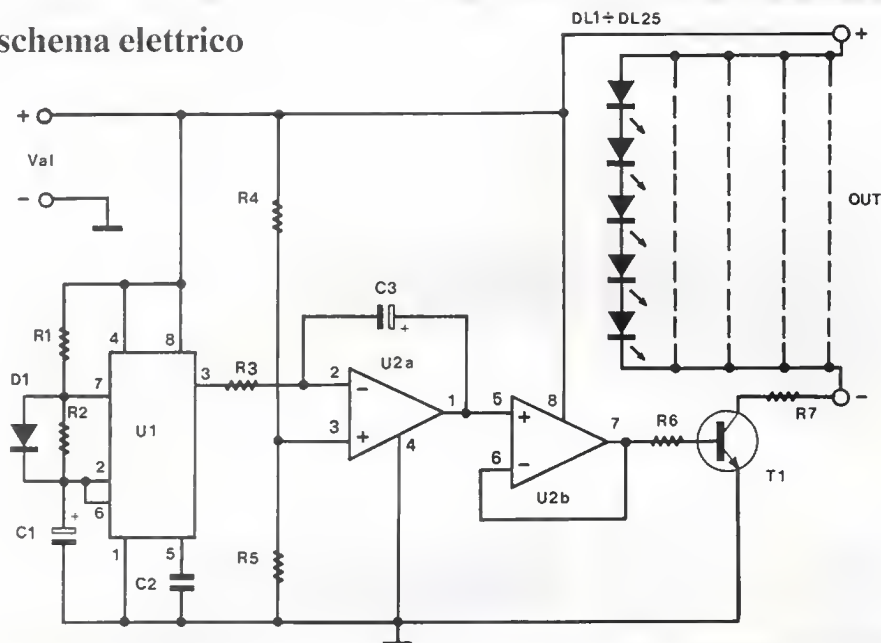 schema elettrico
DL1÷DL25
+
+
Val
-
R4
OUT
C3
+
R1
4
8
3
R3
2
-
U2a
1
5
+
8
7
R6
-
R7
D1
7
R2
U1
3
+
4
6
-
U2b
T1
2
6
C1
+
1
5
C2
R5